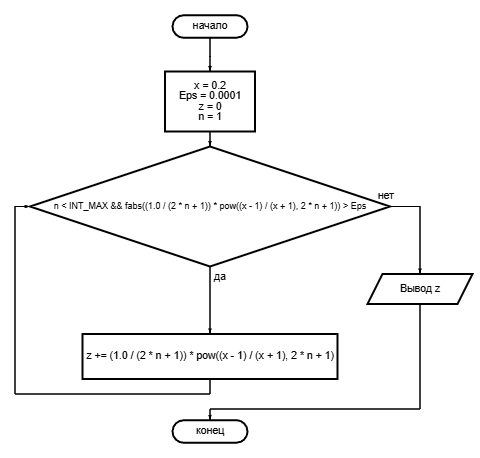 начало
x = 0.2
Eps = 0.0001
z = 0
n = 1
n < INT_MAX && fabs((1.0 / (2 * n + 1)) * pow((x - 1) / (x + 1), 2 * n + 1)) > Eps
нет
да
Вывод z
z += (1.0 / (2 * n + 1)) * pow((x - 1) / (x + 1), 2 * n + 1)
конец